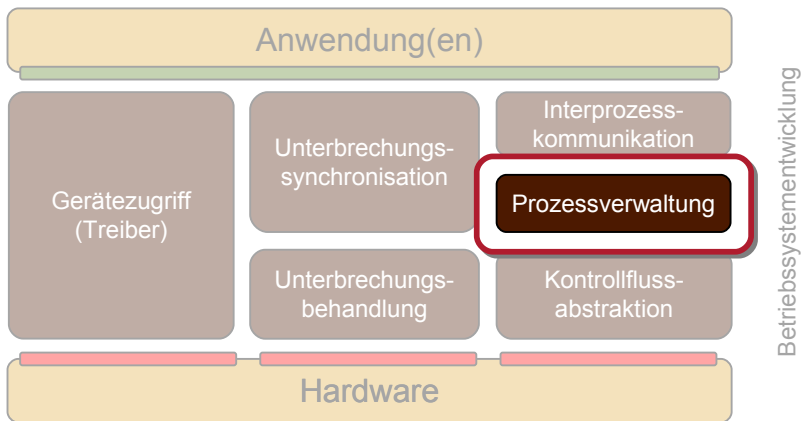 Anwendung(en)
Gerätezugriff
(Treiber)
Unterbrechungs-
synchronisation
Interprozess-
kommunikation
Prozessverwaltung
Unterbrechungs-
behandlung
Kontrollfluss-
abstraktion
Hardware
Betriebssystementwicklung